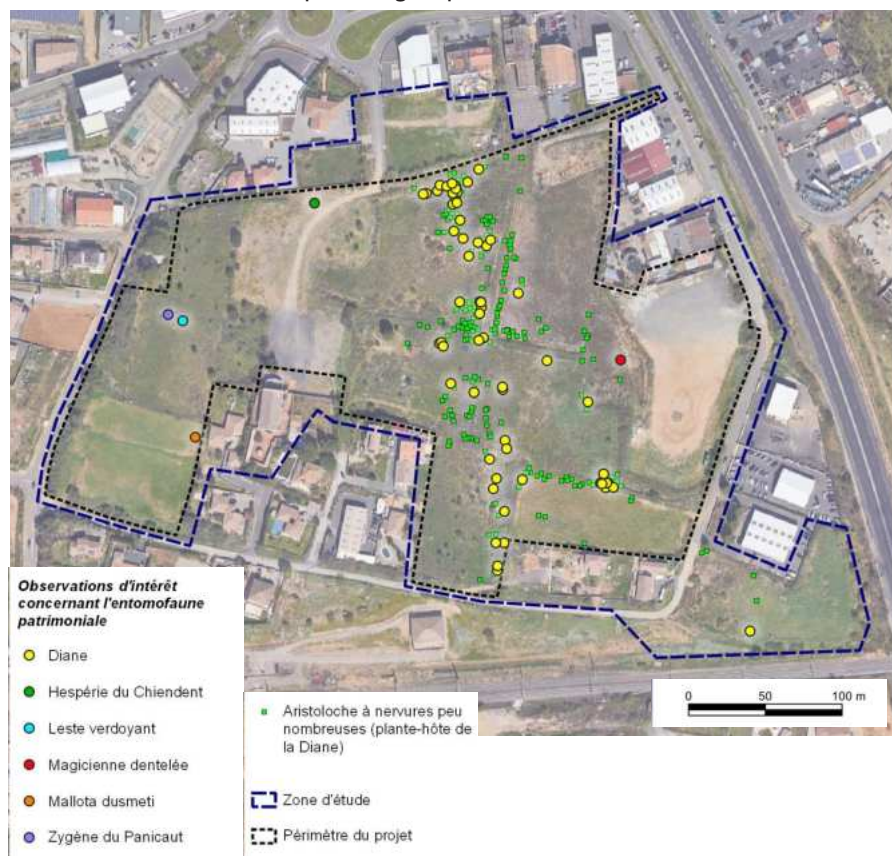 0 50 100 m
Observations d'intérêt
concernant l'entomofaune
patrimoniale
Diane
Hespérie du Chiendent
Leste verdoyant
Magicienne dentelée
Mallota dusmeti
Zygène du Panicaut
Aristoloche à nervures peu
nombreuses (plante-hôte de
la Diane)
Zone d'étude
Périmètre du projet